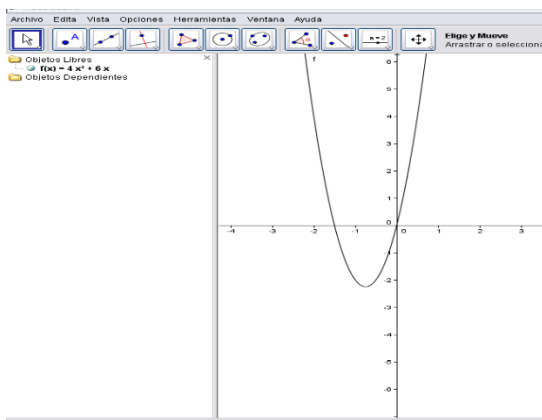 Archivo Edita Vista Opciones Herramientas Ventana Ayuda
A
a=2
Elige y Mueve
Arrastrar o selecciona
Objetos Libres
f(x) = 4 x² + 6 x
Objetos Dependientes
f
6
5
4
3
2
1
0
-4 -3 -2 -1 0 1 2 3
-1
-2
-3
-4
-5
-6